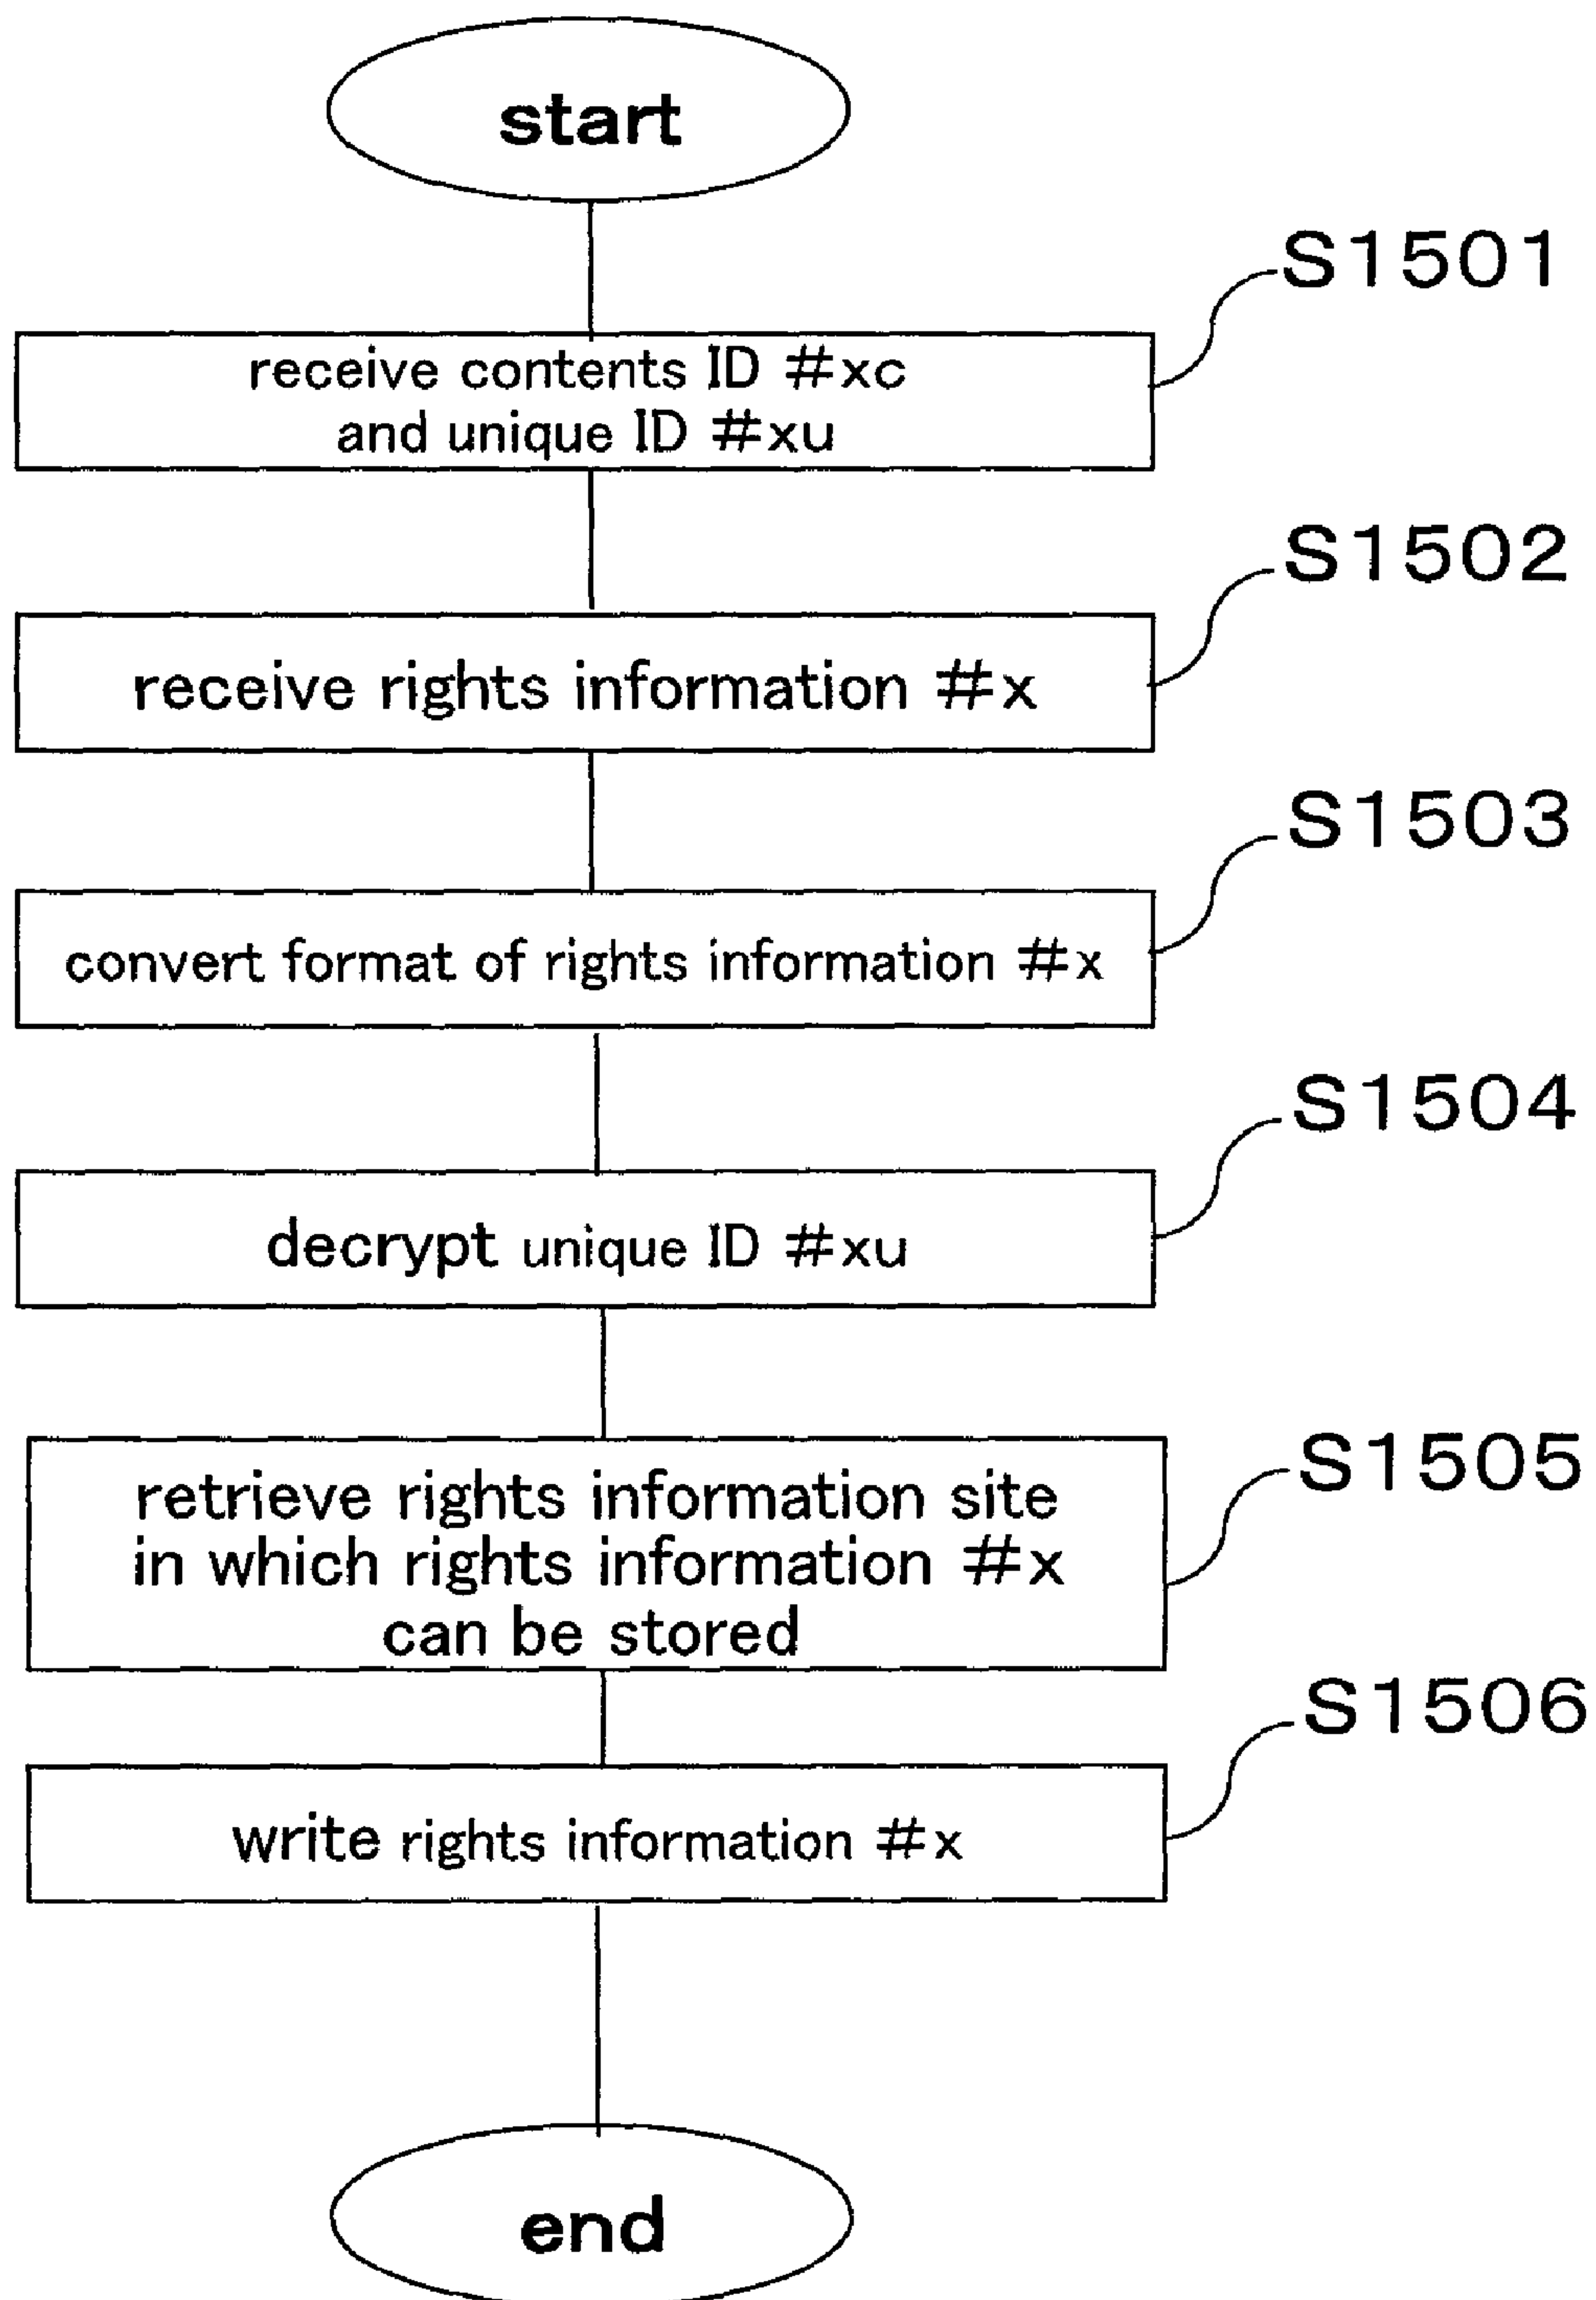 start
S1501
receive contents ID #xc
and unique ID #xu
S1502
receive rights information #x
S1503
convert format of rights information #x
S1504
decrypt unique ID #xu
S1505
retrieve rights information site
in which rights information #x
can be stored
S1506
write rights information #x
end